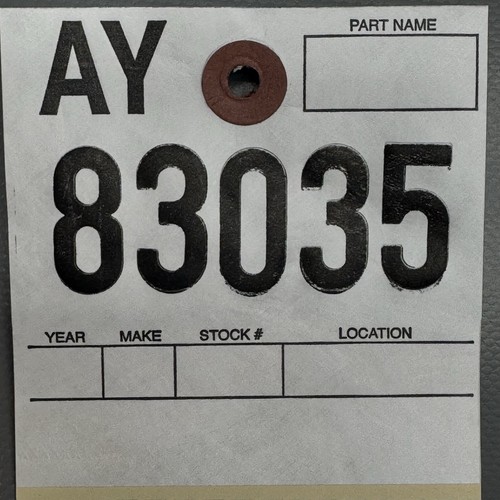 AY PART NAME
83035
YEAR MAKE STOCK # LOCATION